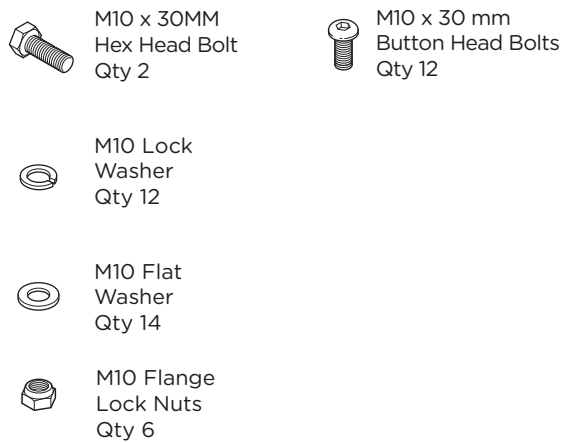 M10 x 30MM
Hex Head Bolt
Qty 2
M10 x 30 mm
Button Head Bolts
Qty 12
M10 Lock
Washer
Qty 12
M10 Flat
Washer
Qty 14
M10 Flange
Lock Nuts
Qty 6